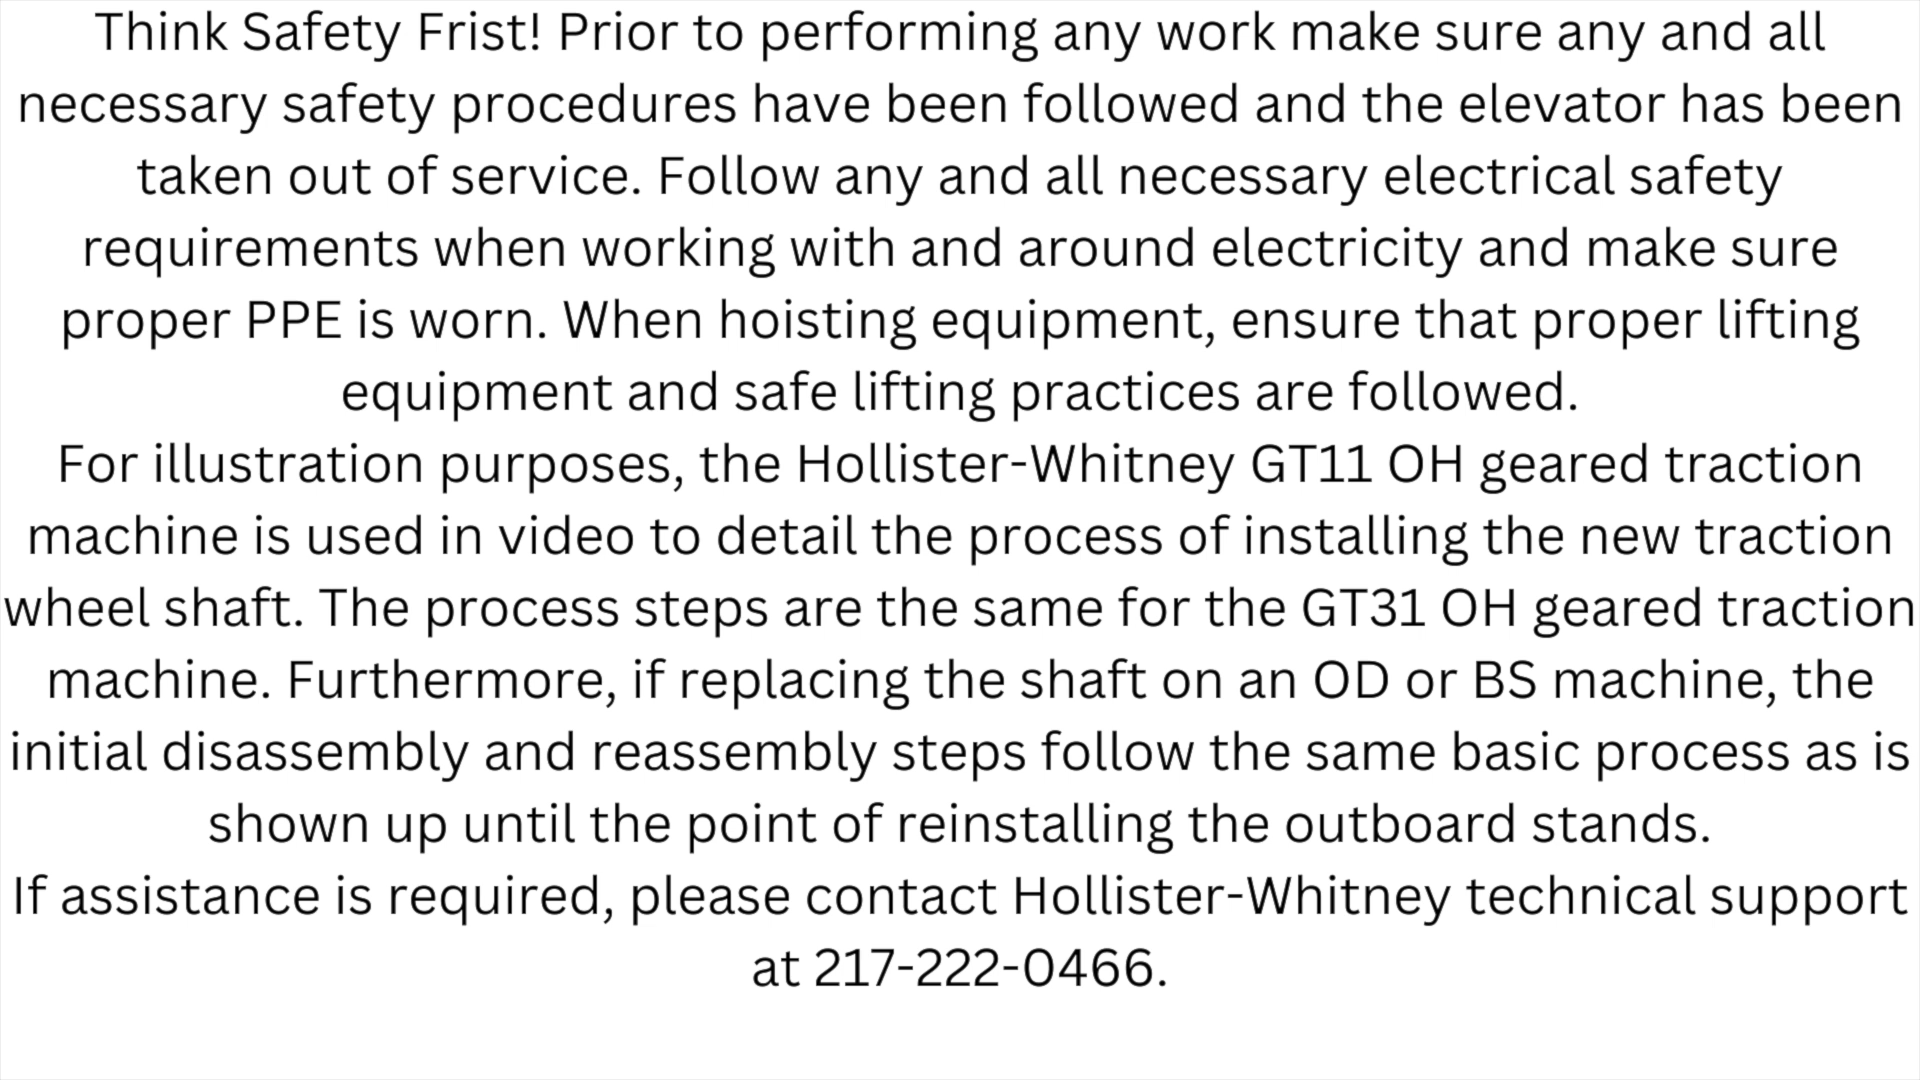 Think Safety Frist! Prior to performing any work make sure any and all
necessary safety procedures have been followed and the elevator has been
taken out of service. Follow any and all necessary electrical safety
requirements when working with and around electricity and make sure
proper PPE is worn. When hoisting equipment, ensure that proper lifting
equipment and safe lifting practices are followed.
For illustration purposes, the Hollister-Whitney GT11 OH geared traction
machine is used in video to detail the process of installing the new traction
wheel shaft. The process steps are the same for the GT31 OH geared traction
machine. Furthermore, if replacing the shaft on an OD or BS machine, the
initial disassembly and reassembly steps follow the same basic process as is
shown up until the point of reinstalling the outboard stands.
If assistance is required, please contact Hollister-Whitney technical support
at 217-222-0466.